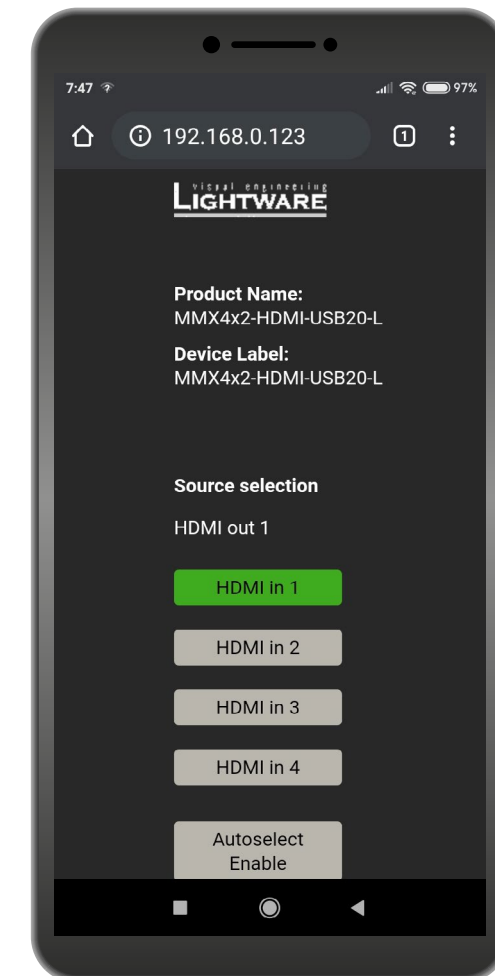 7:47
97%
192.168.0.123
1
visual engineering
LIGHTWARE
Product Name:
MMX4x2-HDMI-USB20-L
Device Label:
MMX4x2-HDMI-USB20-L
Source selection
HDMI out 1
HDMI in 1
HDMI in 2
HDMI in 3
HDMI in 4
Autoselect
Enable